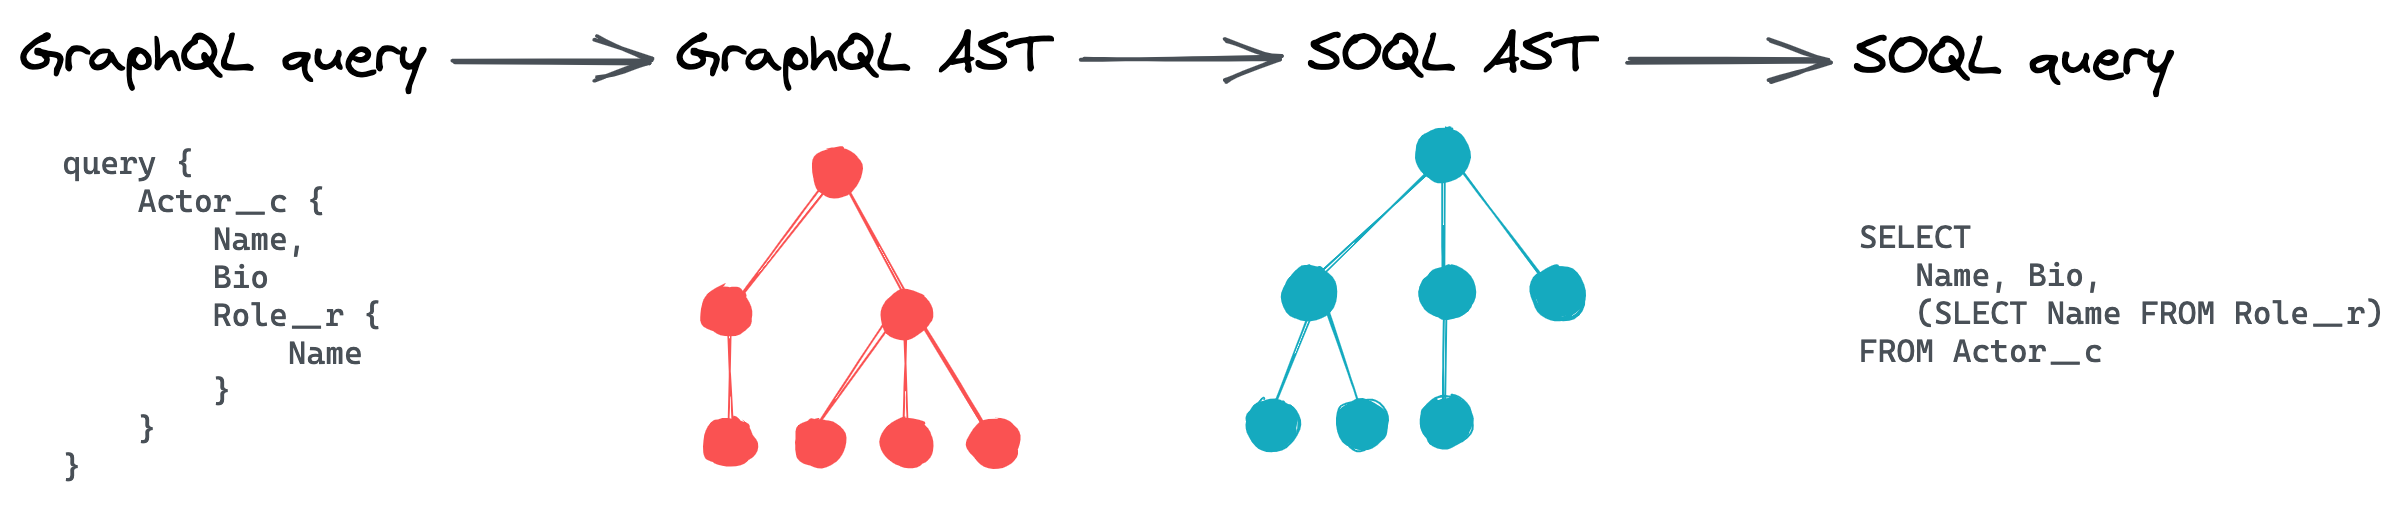 GraphQL query
GraphQL AST
SOQL AST
SOQL query
query {
Actor__c {
Name,
Bio
Role__r {
Name
}
}
}
SELECT
Name, Bio,
(SLECT Name FROM Role__r)
FROM Actor__c